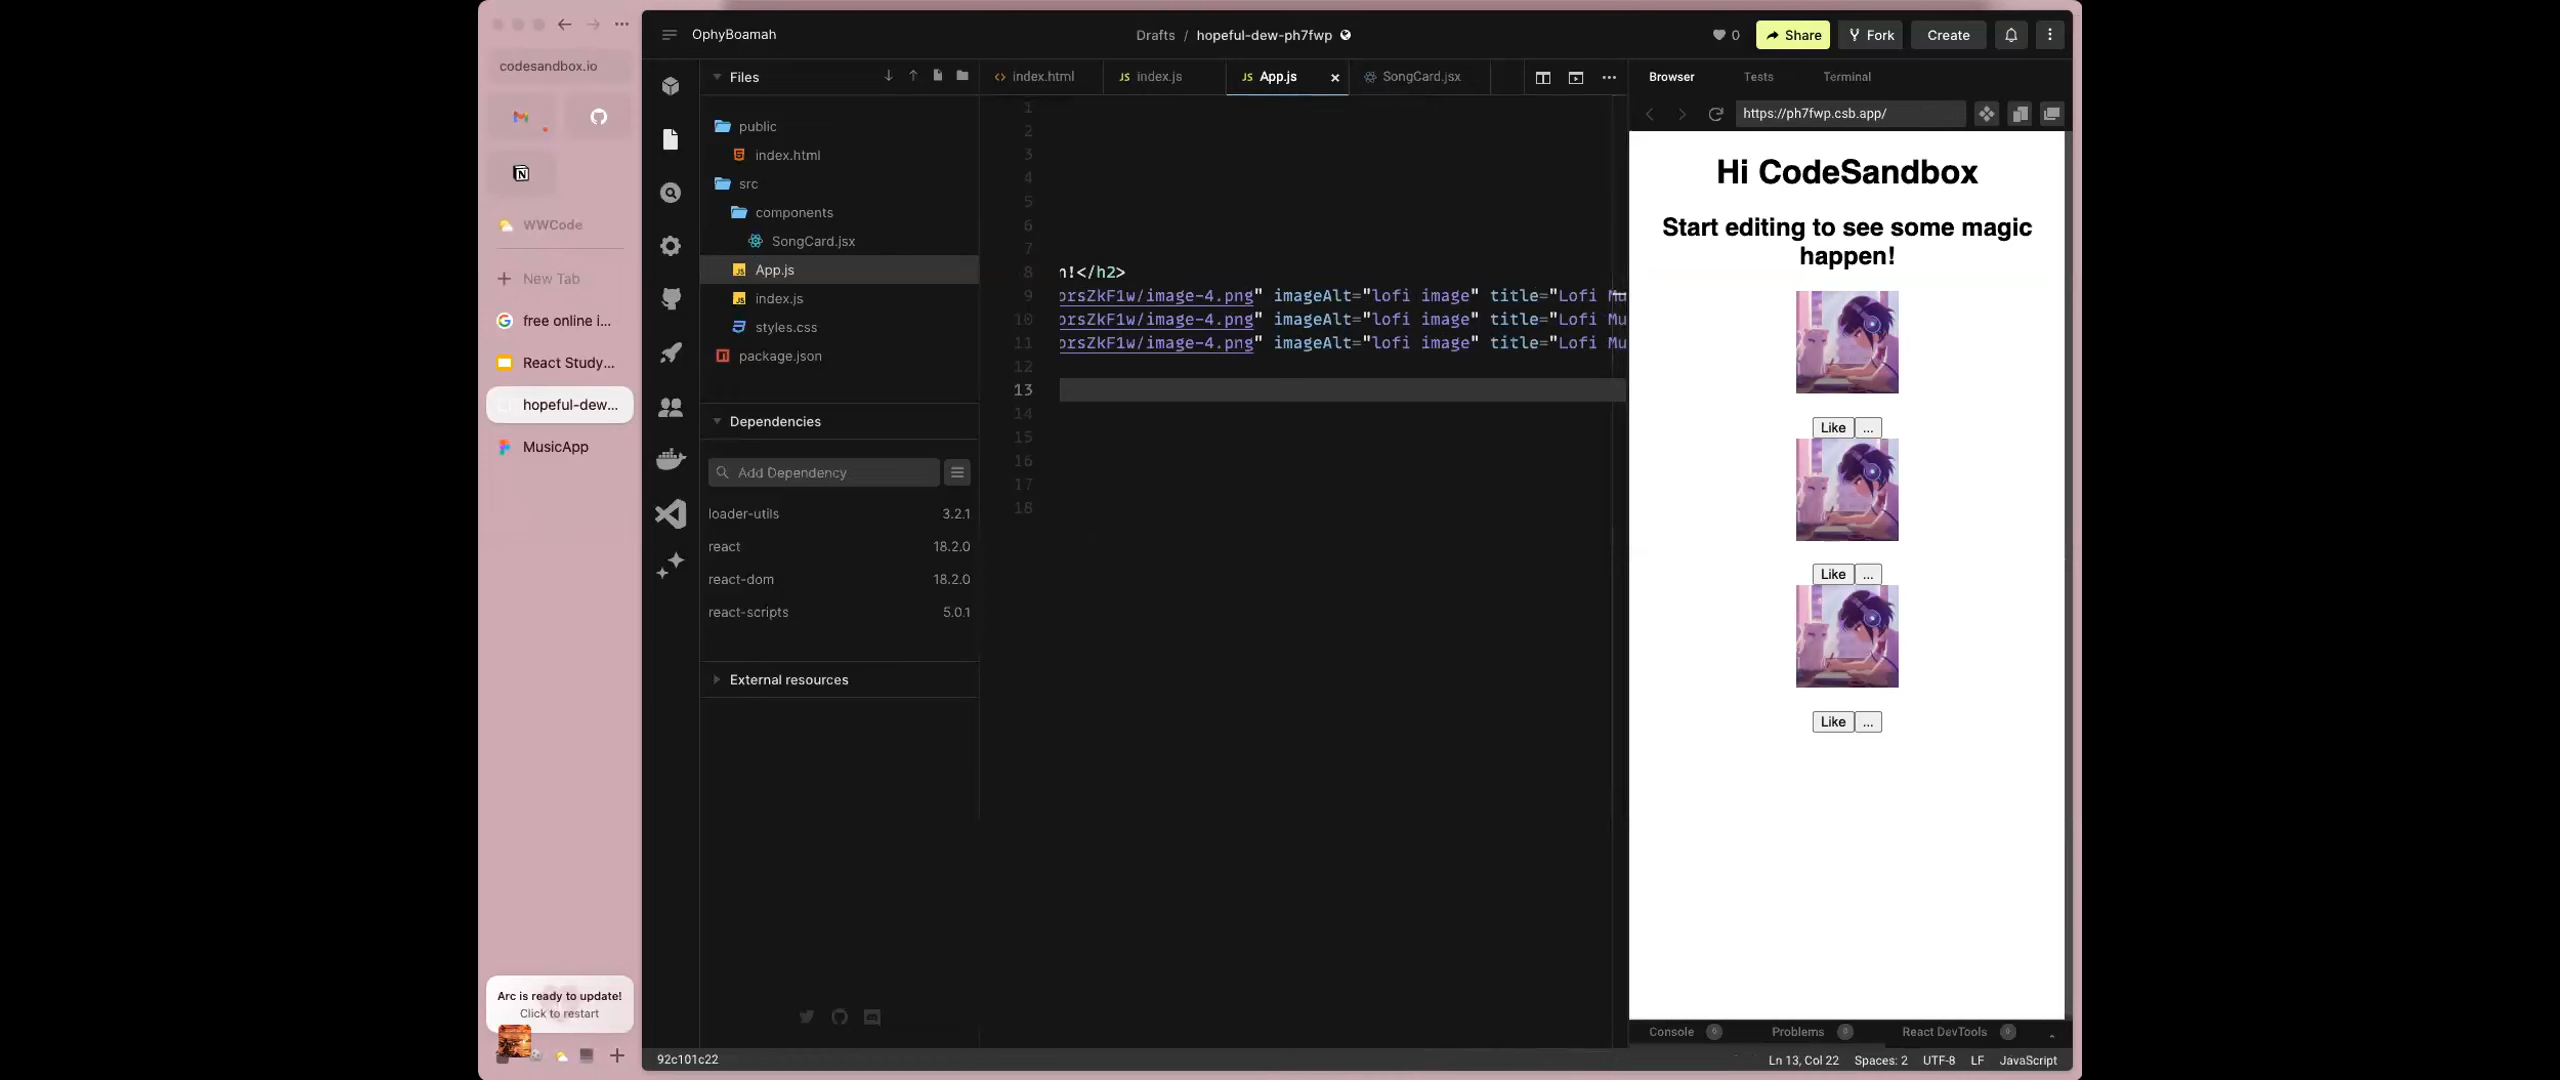 codesandbox.io
WWCode
New Tab
free online i...
React Study...
hopeful-dew...
MusicApp
Arc is ready to update!
Click to restart
OphyBoamah
Drafts / hopeful-dew-ph7fwp
0
Share
Fork
Create
Files
public
index.html
src
components
SongCard.jsx
App.js
index.js
styles.css
package.json
Dependencies
Add Dependency
loader-utils 3.2.1
react 18.2.0
react-dom 18.2.0
react-scripts 5.0.1
External resources
index.html
JS index.js
JS App.js
SongCard.jsx
1
2
3
4
5
6
7
8 n!</h2>
9 orsZkF1w/image-4.png" imageAlt="lofi image" title="Lofi Mu
10 orsZkF1w/image-4.png" imageAlt="lofi image" title="Lofi Mu
11 orsZkF1w/image-4.png" imageAlt="lofi image" title="Lofi Mu
12
13
14
15
16
17
18
Browser
Tests
Terminal
https://ph7fwp.csb.app/
Hi CodeSandbox
Start editing to see some magic
happen!
Like ...
Like ...
Like ...
Console
Problems
React DevTools
92c101c22
Ln 13, Col 22 Spaces: 2 UTF-8 LF JavaScript